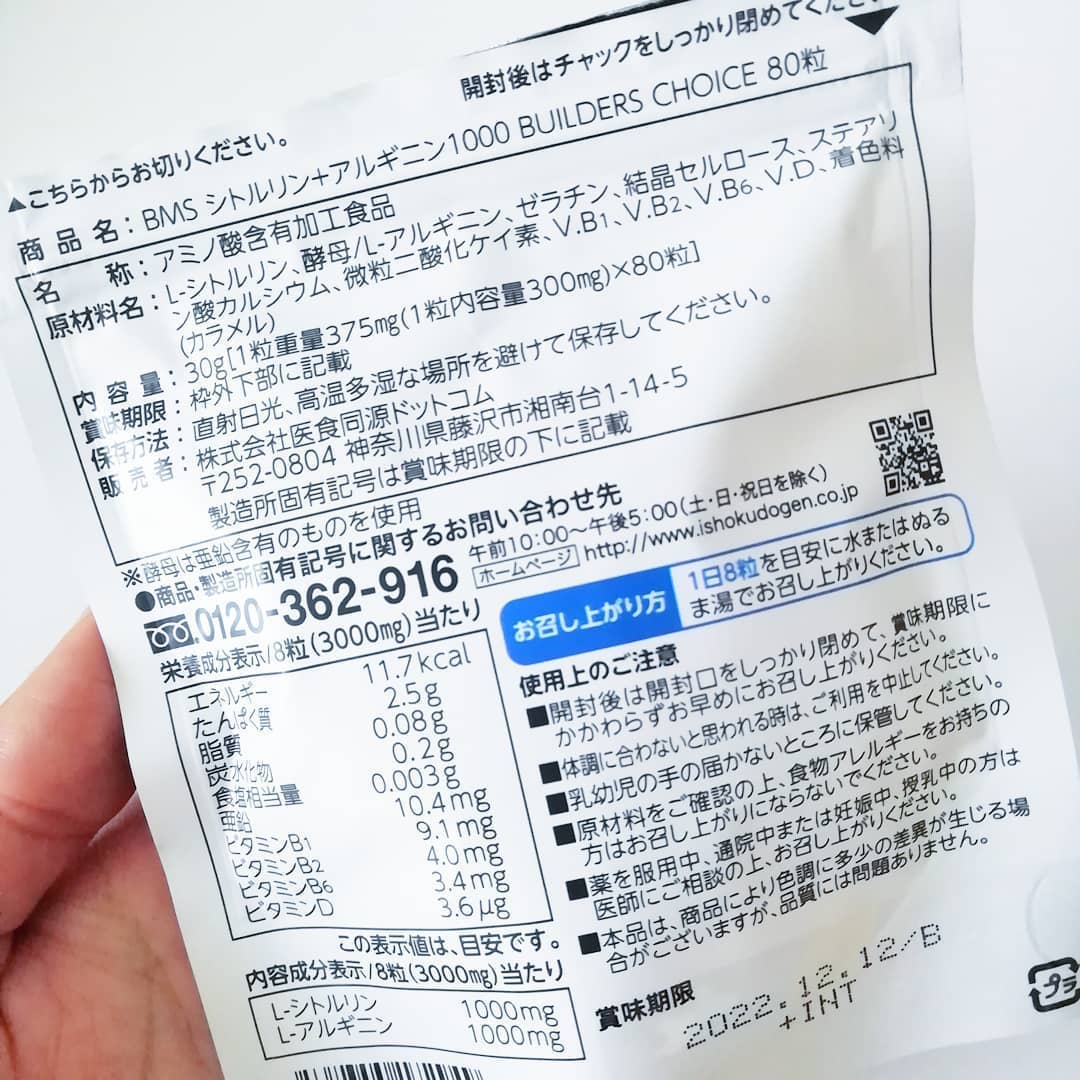 開封後はチャックをしっかり閉めてくださ
▲こちらからお切りください。
商品名:BMS シトルリン+アルギニン1000 BUILDERS CHOICE 80粒
名称:アミノ酸含有加工食品
原材料名:L-シトルリン、酵母/L-アルギニン、ゼラチン、結晶セルロース、ステアリ
ン酸カルシウム、微粒二酸化ケイ素、V.B1、V.B2、V.B6、V.D、着色料
(カラメル)
内容量:30g[1粒重量375mg(1粒内容量300mg)×80粒]
賞味期限:枠外下部に記載
保存方法:直射日光、高温多湿な場所を避けて保存してください。
販売者:株式会社医食同源ドットコム
〒252-0804 神奈川県藤沢市湘南台1-14-5
製造所固有記号は賞味期限の下に記載
※酵母は亜鉛含有のものを使用
●商品・製造所固有記号に関するお問い合わせ先
0120-362-916
午前10:00~午後5:00(土・日・祝日を除く)
ホームページ http://www.ishokudogen.co.jp
お召し上がり方
1日8粒を目安に水またはぬる
ま湯でお召し上がりください。
栄養成分表示/8粒(3000mg)当たり
エネルギー 11.7kcal
たんぱく質 2.5g
脂質 0.08g
炭水化物 0.2g
食塩相当量 0.003g
亜鉛 10.4mg
ビタミンB1 9.1mg
ビタミンB2 4.0mg
ビタミンB6 3.4mg
ビタミンD 3.6μg
この表示値は、目安です。
内容成分表示/8粒(3000mg)当たり
L-シトルリン 1000mg
L-アルギニン 1000mg
使用上のご注意
■開封後は開封口をしっかり閉めて、賞味期限に
かかわらずお早めにお召し上がりください。
■体調に合わないと思われる時は、ご利用を中止してください。
■乳幼児の手の届かないところに保管してください。
■原材料をご確認の上、食物アレルギーをお持ちの
方はお召し上がりにならないでください。
■薬を服用中、通院中または妊娠中、授乳中の方は
医師にご相談の上、お召し上がりください。
■本品は、商品により色調に多少の差異が生じる場
合がございますが、品質には問題ありません。
賞味期限
2022.12.12/B
+INT
プラ